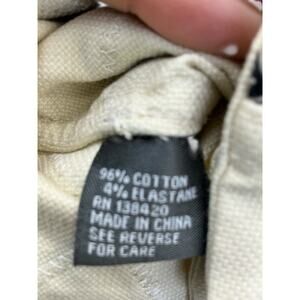 96% COTTON
4% ELASTANE
RN 138420
MADE IN CHINA
SEE REVERSE
FOR CARE